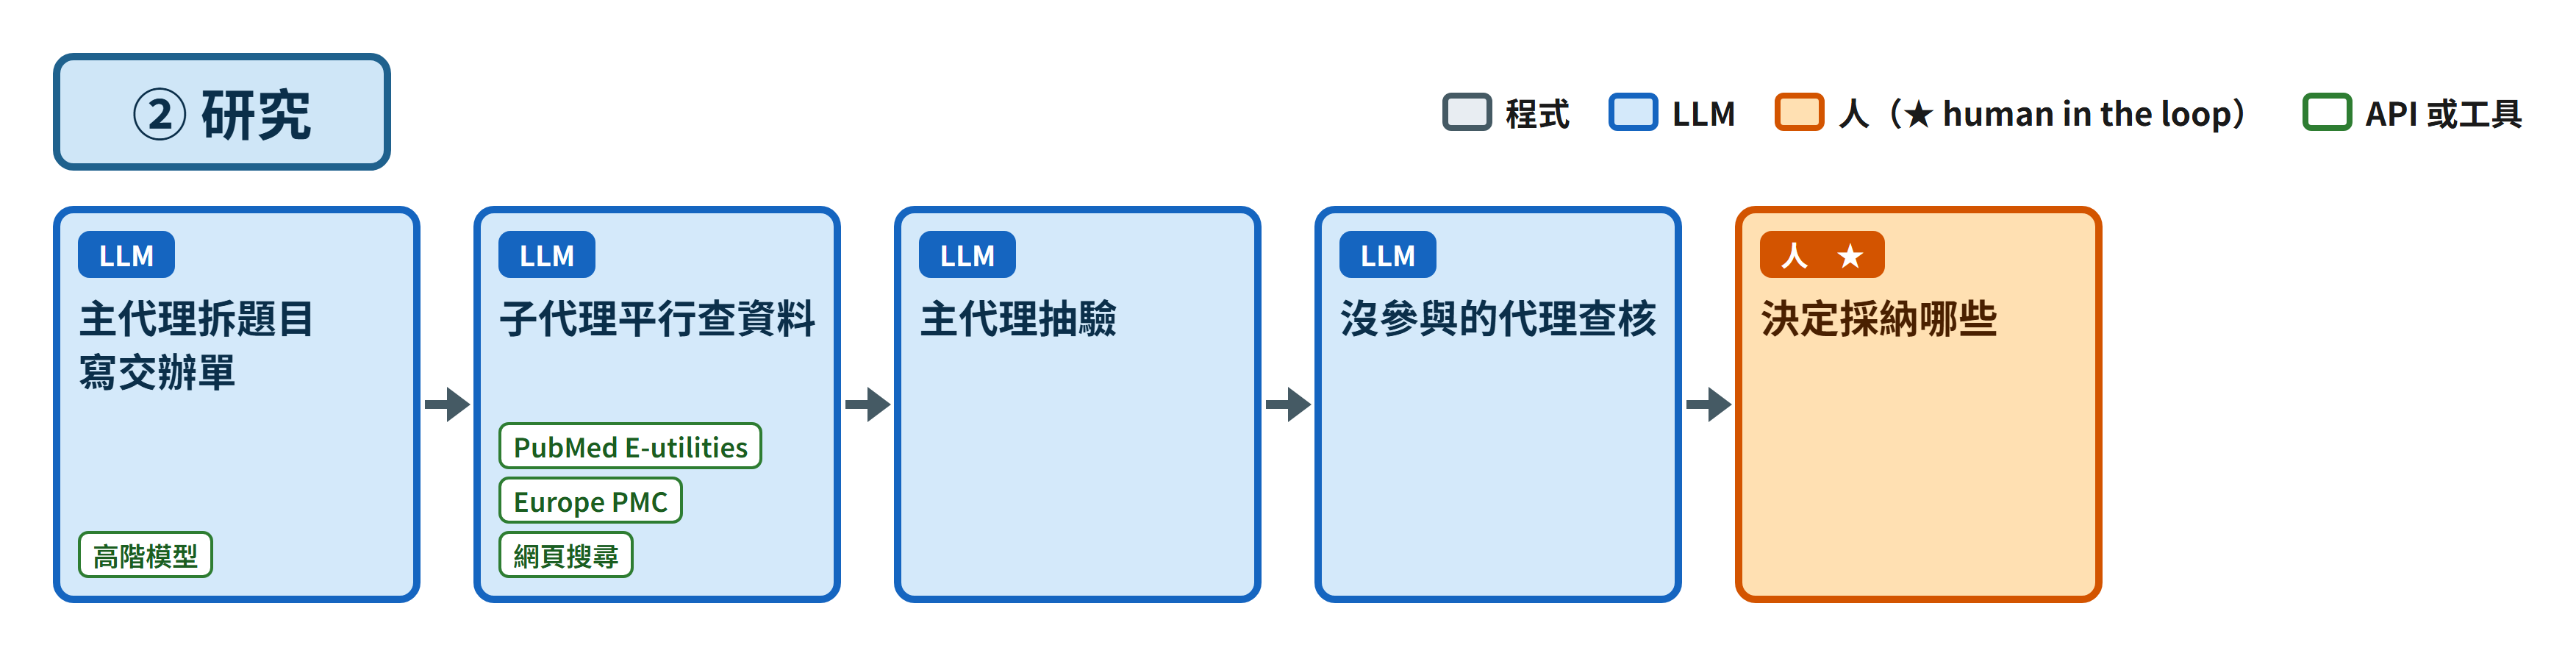 ② 研究
程式
LLM
人（★ human in the loop）
API 或工具
LLM
主代理拆題目
寫交辦單
高階模型
LLM
子代理平行查資料
PubMed E-utilities
Europe PMC
網頁搜尋
LLM
主代理抽驗
LLM
沒參與的代理查核
人 ★
決定採納哪些